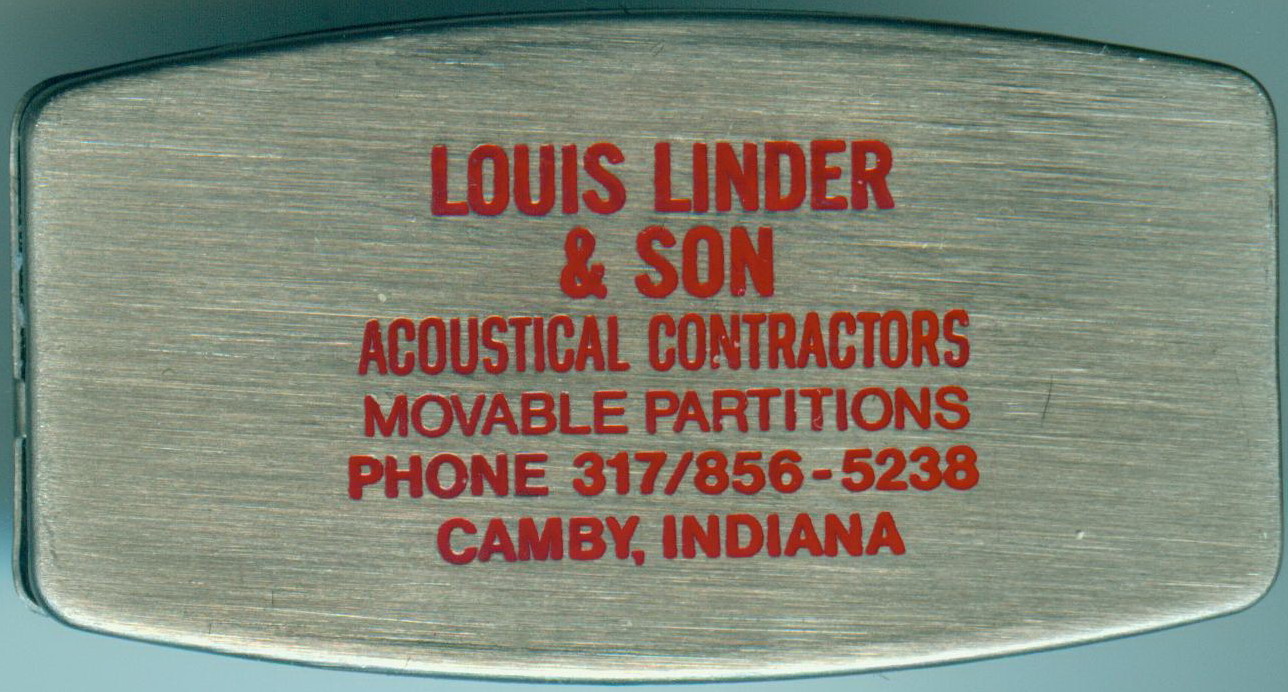 LOUIS LINDER
& SON
ACOUSTICAL CONTRACTORS
MOVABLE PARTITIONS
PHONE 317/856-5238
CAMBY, INDIANA